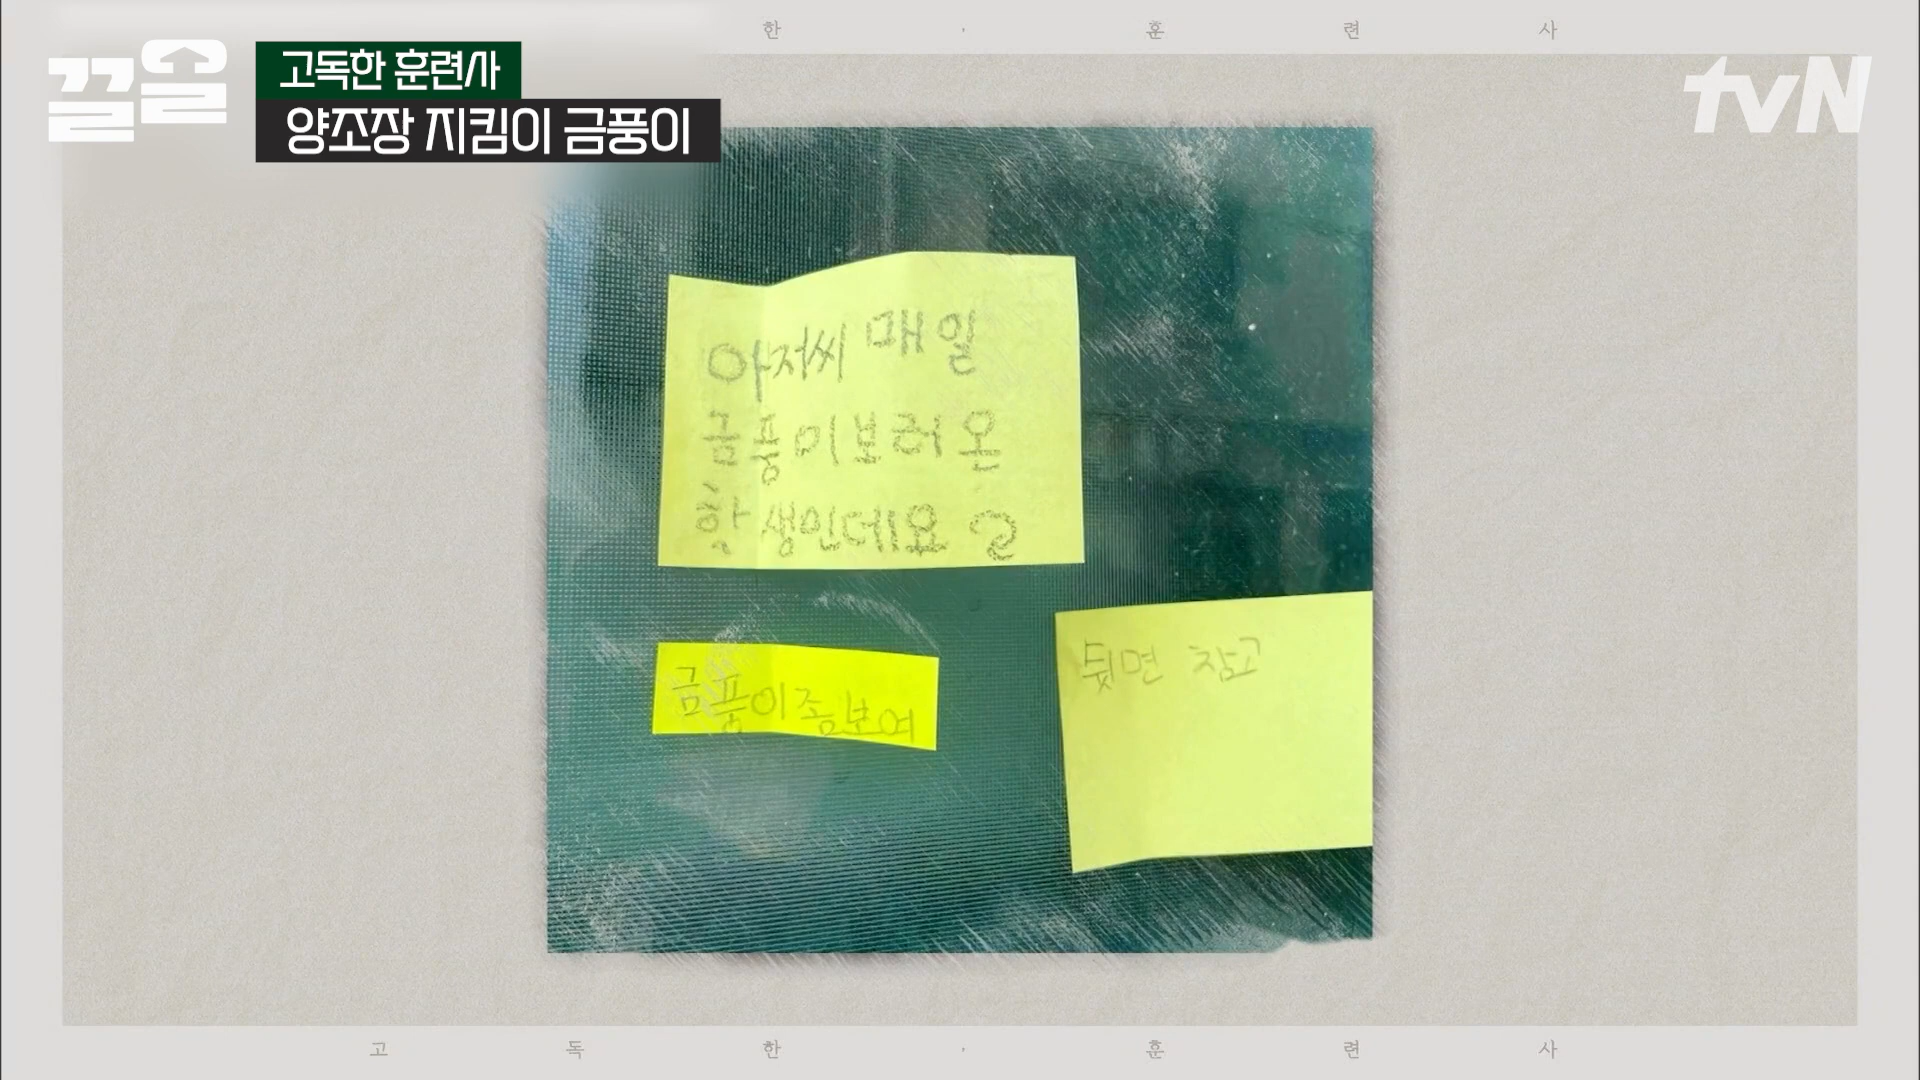 한 · 훈 련 사
끌올
고독한 훈련사
양조장 지킴이 금풍이
tvN
아저씨 매일
금풍이보러온
학생인데요?
금풍이좀보여
뒷면 참고
고 독 한 · 훈 련 사